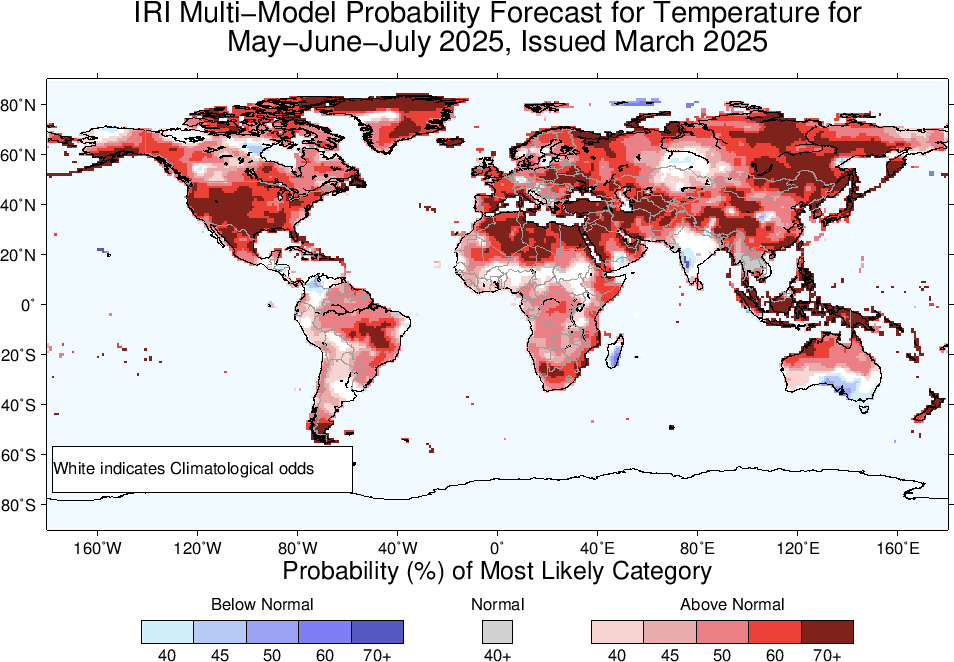 IRI Multi−Model Probability Forecast for Temperature for
May−June−July 2025, Issued March 2025
80˚N
60˚N
40˚N
20˚N
0˚
20˚S
40˚S
60˚S
80˚S
White indicates Climatological odds
160˚W 120˚W 80˚W 40˚W 0˚ 40˚E 80˚E 120˚E 160˚E
Probability (%) of Most Likely Category
Below Normal Normal Above Normal
40 45 50 60 70+ 40+ 40 45 50 60 70+